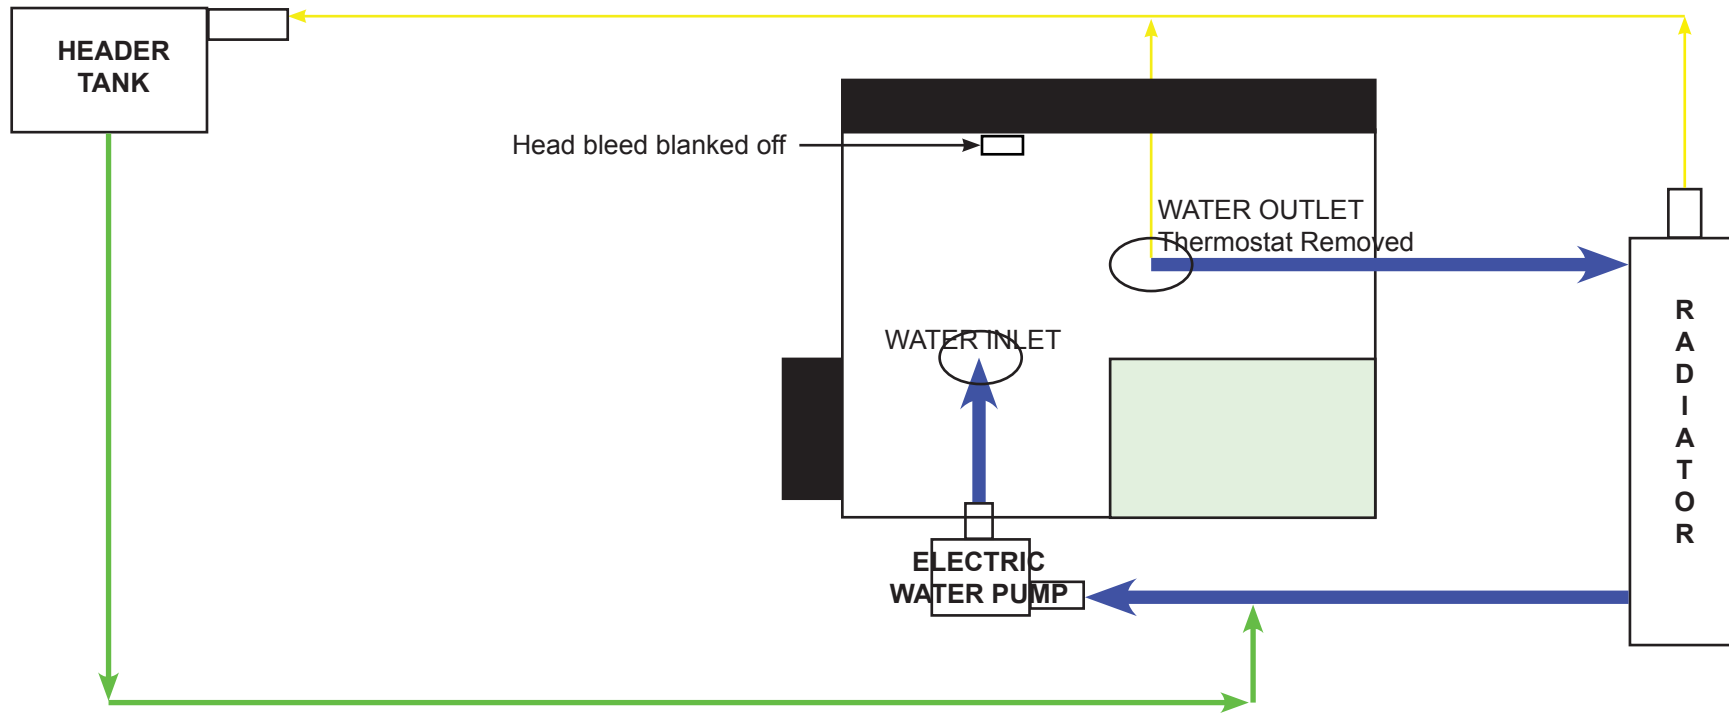 HEADER
TANK
Head bleed blanked off
WATER OUTLET
Thermostat Removed
WATER INLET
ELECTRIC
WATER PUMP
R
A
D
I
A
T
O
R